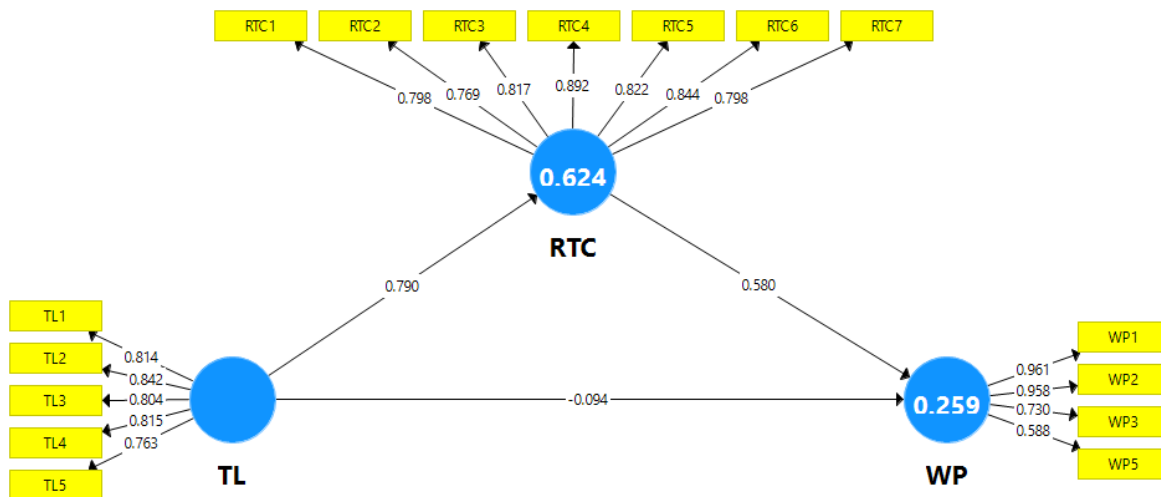 RTC1 RTC2 RTC3 RTC4 RTC5 RTC6 RTC7
0.798 0.769 0.817 0.892 0.822 0.844 0.798
0.624
RTC
0.790
0.580
TL1
TL2
TL3
TL4
TL5
0.814
0.842
0.804
0.815
0.763
TL
-0.094
0.259
WP
0.961
0.958
0.730
0.588
WP1
WP2
WP3
WP5